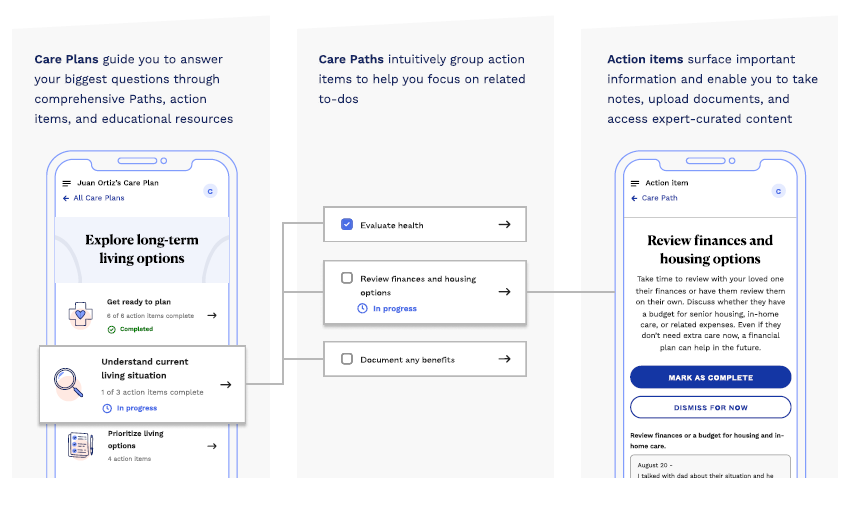 Care Plans guide you to answer
your biggest questions through
comprehensive Paths, action
items, and educational resources
Juan Ortiz's Care Plan
All Care Plans
C
Explore long-term
living options
Get ready to plan
6 of 6 action items complete
Completed
Understand current
living situation
1 of 3 action items complete
In progress
Prioritize living
options
4 action items
Care Paths intuitively group action
items to help you focus on related
to-dos
Evaluate health
Review finances and housing
options
In progress
Document any benefits
Action items surface important
information and enable you to take
notes, upload documents, and
access expert-curated content
Action item
Care Path
C
Review finances and
housing options
Take time to review with your loved one
their finances or have them review them
on their own. Discuss whether they have
a budget for senior housing, in-home
care, or related expenses. Even if they
don't need extra care now, a financial
plan can help in the future.
MARK AS COMPLETE
DISMISS FOR NOW
Review finances or a budget for housing and in-
home care.
August 20 -
I talked with dad about their situation and he